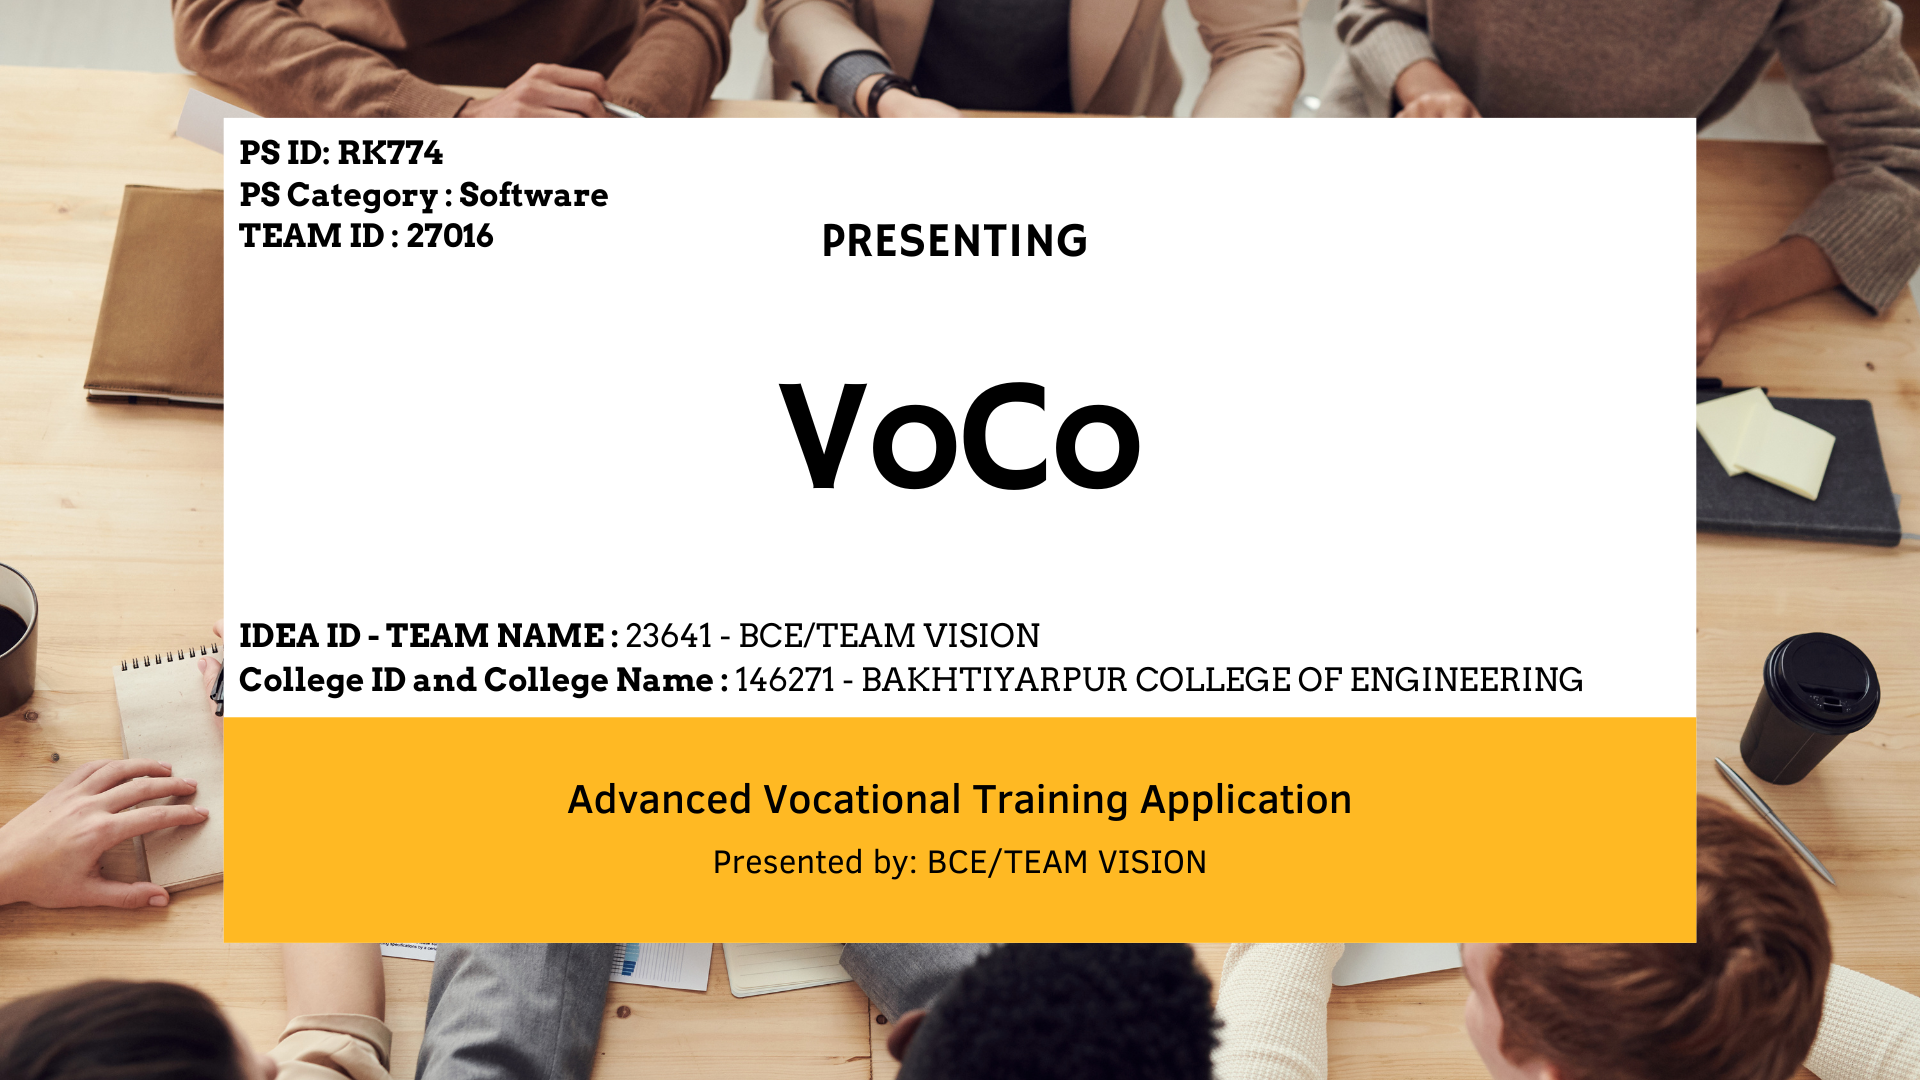 PS ID: RK774
PS Category : Software
TEAM ID : 27016
PRESENTING
VoCo
IDEA ID - TEAM NAME : 23641 - BCE/TEAM VISION
College ID and College Name : 146271 - BAKHTIYARPUR COLLEGE OF ENGINEERING
Advanced Vocational Training Application
Presented by: BCE/TEAM VISION